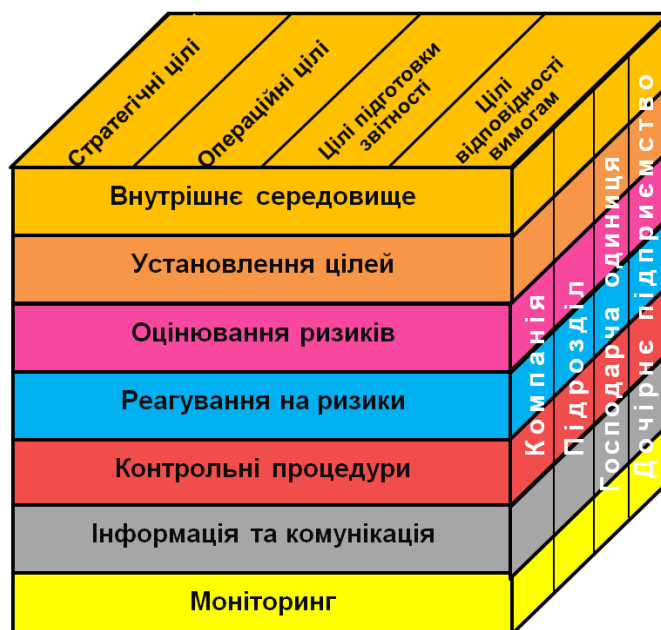 Стратегічні цілі
Операційні цілі
Цілі підготовки
звітності
Цілі
відповідності
вимогам
Внутрішнє середовище
Установлення цілей
Оцінювання ризиків
Реагування на ризики
Контрольні процедури
Інформація та комунікація
Моніторинг
Компанія
Підрозділ
Господарча одиниця
Дочірнє підприємство